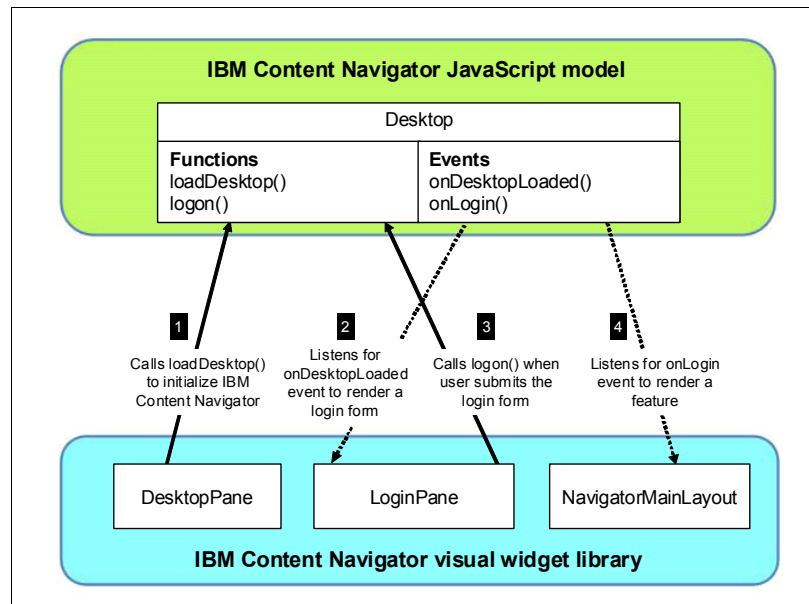 IBM Content Navigator JavaScript model
Desktop
Functions
loadDesktop()
logon()
Events
onDesktopLoaded()
onLogin()
1
Calls loadDesktop()
to initialize IBM
Content Navigator
2
Listens for
onDesktopLoaded
event to render a
login form
3
Calls logon() when
user submits the
login form
4
Listens for onLogin
event to render a
feature
DesktopPane
LoginPane
NavigatorMainLayout
IBM Content Navigator visual widget library